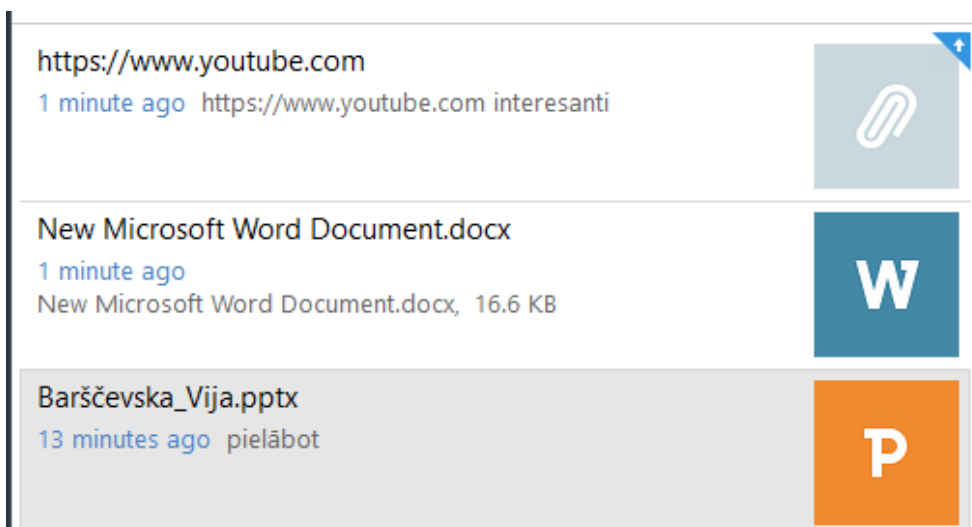 https://www.youtube.com
1 minute ago https://www.youtube.com interesanti
New Microsoft Word Document.docx
1 minute ago
New Microsoft Word Document.docx, 16.6 KB
W
Barščevska_Vija.pptx
13 minutes ago pielābot
P